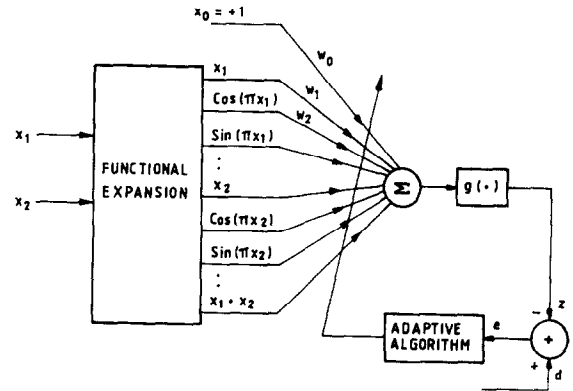 x0 = +1
w0
x1
w1
Cos(πx1)
w2
Sin(πx1)
:
x2
Cos(πx2)
Sin(πx2)
:
x1 · x2
x1
x2
FUNCTIONAL
EXPANSION
Σ
g(·)
ADAPTIVE
ALGORITHM
e
-
z
+
+
d